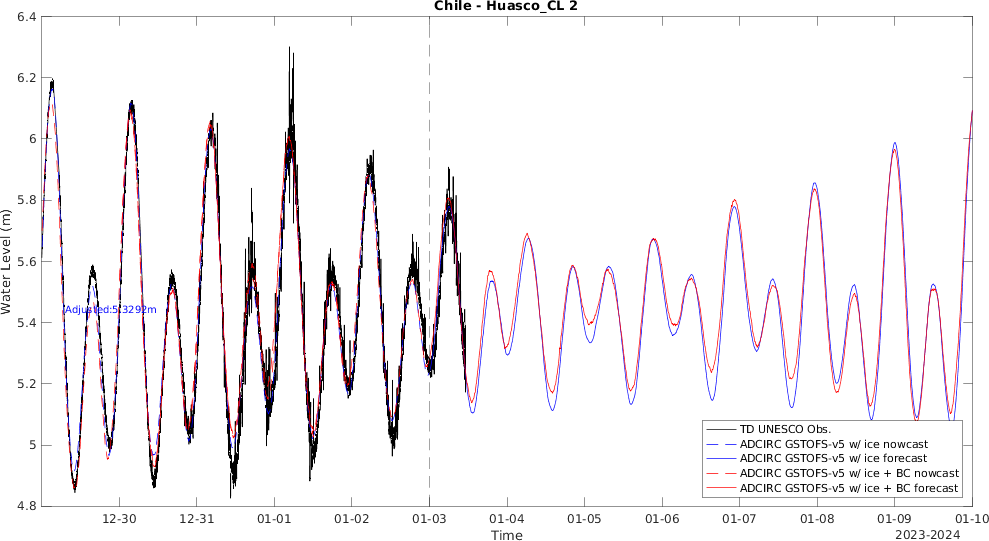 Chile - Huasco_CL 2
Water Level (m)
6.4
6.2
6
5.8
5.6
5.4
5.2
5
4.8
Adjusted:5.3292m
TD UNESCO Obs.
ADCIRC GSTOFS-v5 w/ ice nowcast
ADCIRC GSTOFS-v5 w/ ice forecast
ADCIRC GSTOFS-v5 w/ ice + BC nowcast
ADCIRC GSTOFS-v5 w/ ice + BC forecast
12-30 12-31 01-01 01-02 01-03 01-04 01-05 01-06 01-07 01-08 01-09 01-10
Time
2023-2024